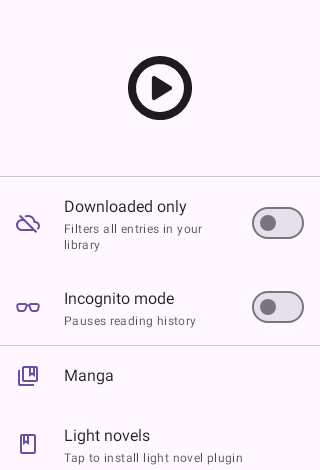 Downloaded only
Filters all entries in your
library
Incognito mode
Pauses reading history
Manga
Light novels
Tap to install light novel plugin